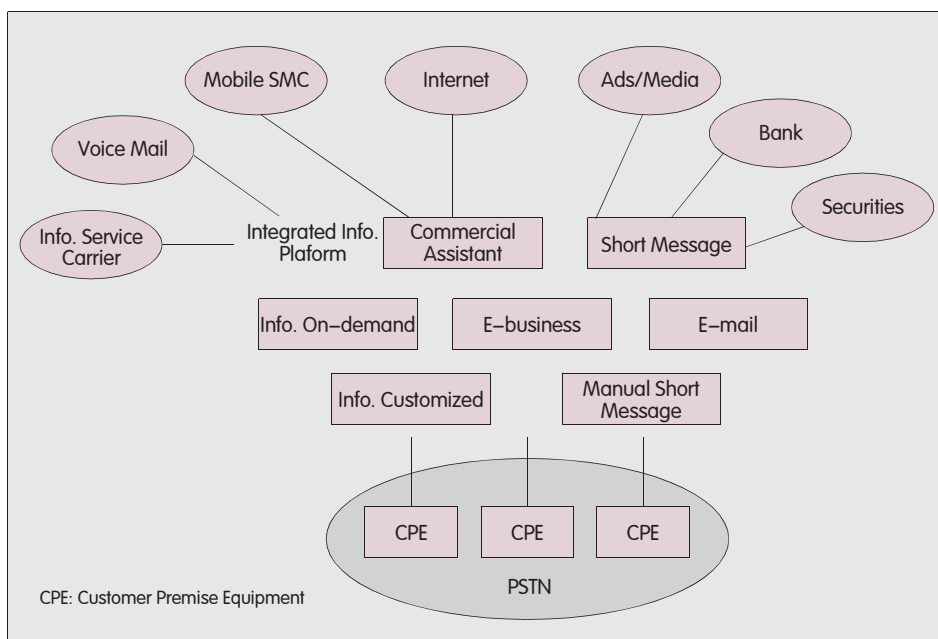 Mobile SMC
Internet
Ads/Media
Bank
Voice Mail
Securities
Info. Service
Carrier
Integrated Info.
Plaform
Commercial
Assistant
Short Message
Info. On–demand
E–business
E–mail
Info. Customized
Manual Short
Message
CPE
CPE
CPE
PSTN
CPE: Customer Premise Equipment